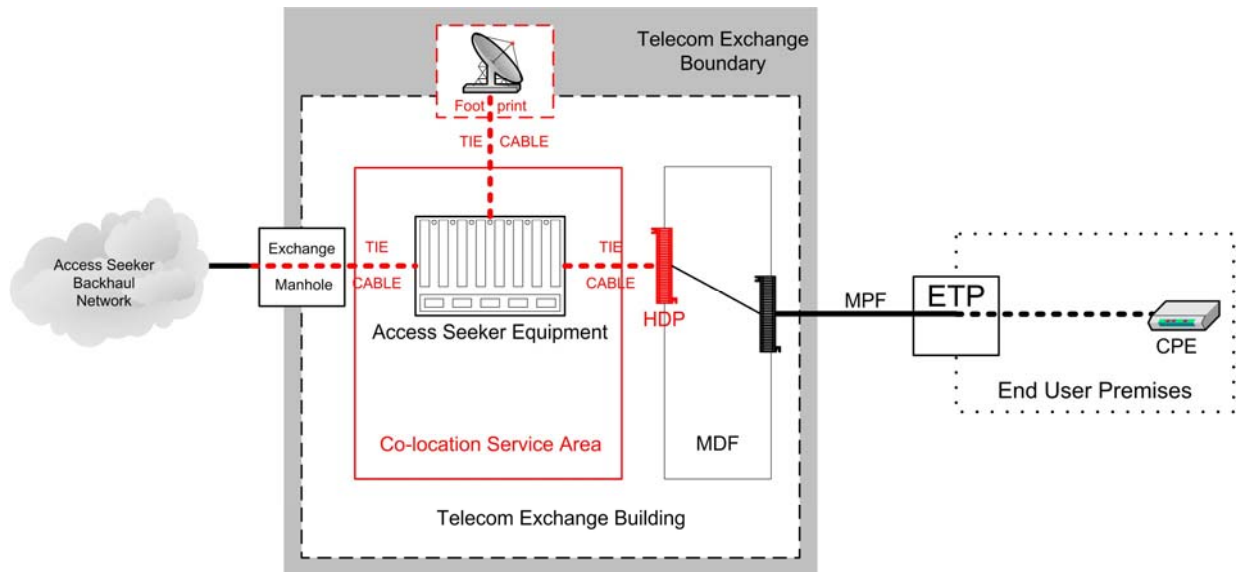 Telecom Exchange
Boundary
Foot print
TIE CABLE
Access Seeker
Backhaul
Network
Exchange
Manhole
TIE
CABLE
Access Seeker Equipment
TIE
CABLE
HDP
MPF
ETP
CPE
End User Premises
Co-location Service Area
MDF
Telecom Exchange Building